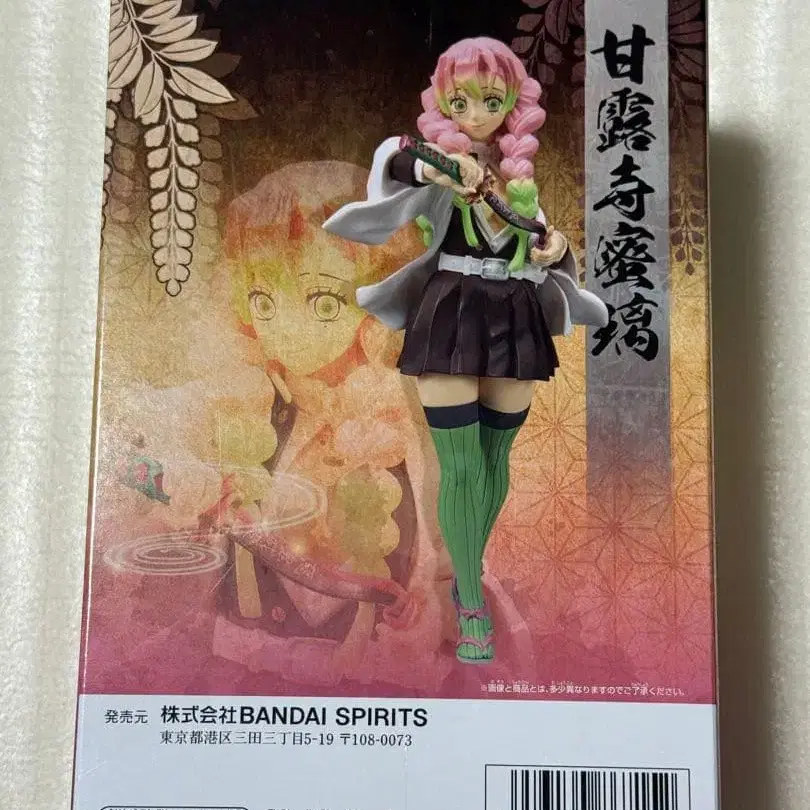 甘露寺蜜璃
※画像と商品とは、多少異なりますのでご了承ください。
発売元 株式会社BANDAI SPIRITS
東京都港区三田三丁目5-19 〒108-0073